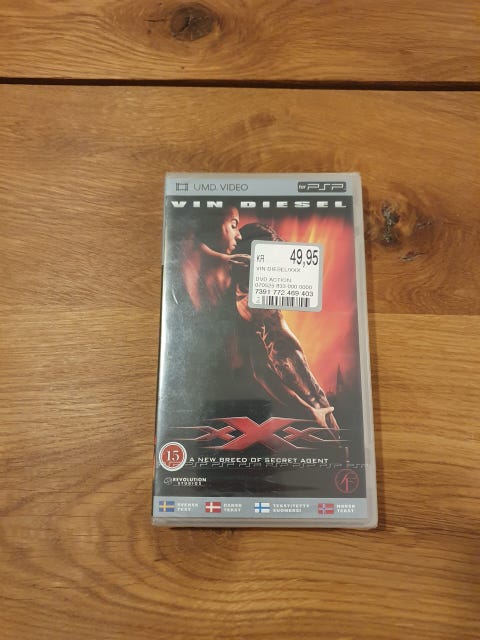 UMD VIDEO
for PSP
VIN DIESEL
KR 49,95
VIN DIESEL/XXX
DVD ACTION
7391 772 469 403
xXx
15
A NEW BREED OF SECRET AGENT
REVOLUTION
STUDIOS
SF
SVENSK
TEXT
DANSK
TEKST
TEKSTITETTY
SUOMEKSI
NORSK
TEKST